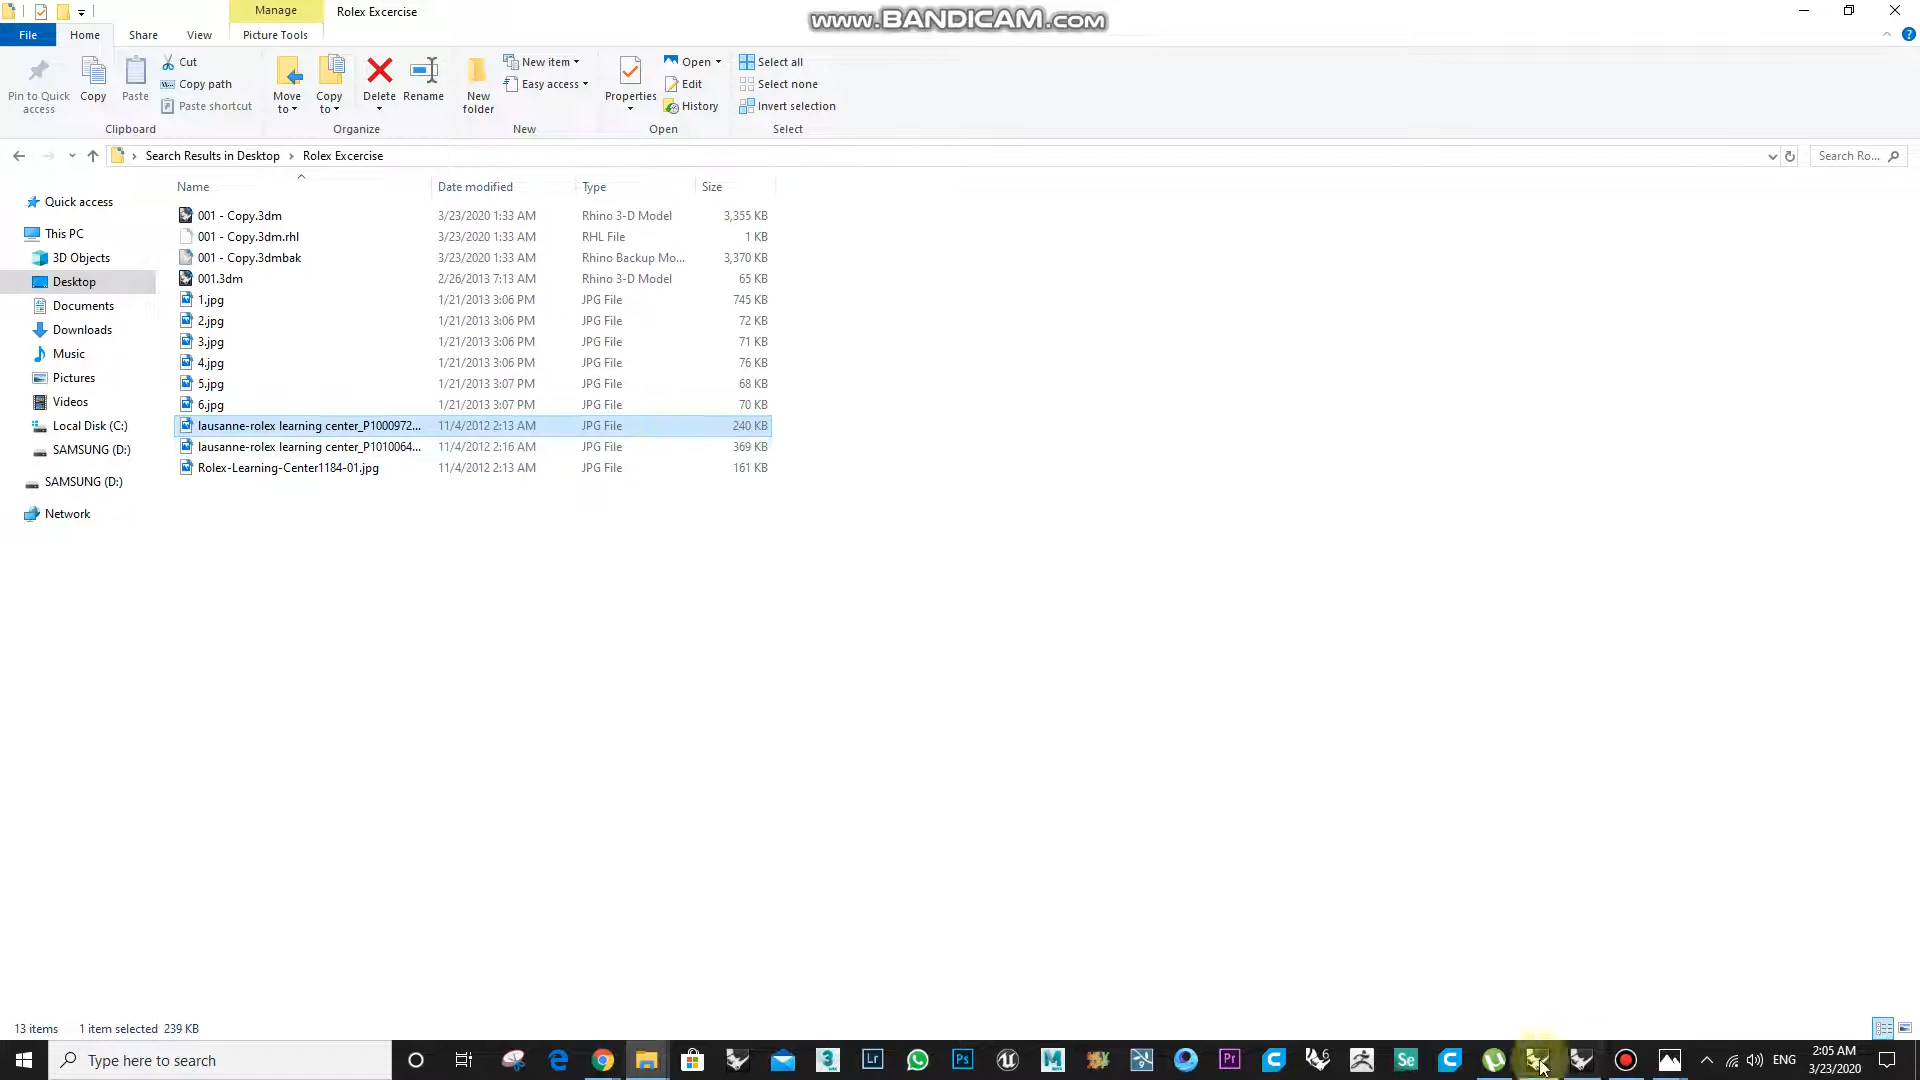 Manage
Rolex Excercise
www.BANDICAM.com
File
Home
Share
View
Picture Tools
Pin to Quick access
Copy
Paste
Cut
Copy path
Paste shortcut
Clipboard
Move to
Copy to
Delete
Rename
Organize
New folder
New item
Easy access
New
Properties
Open
Edit
History
Open
Select all
Select none
Invert selection
Select
Search Results in Desktop > Rolex Excercise
Search Ro...
Name Date modified Type Size
001 - Copy.3dm 3/23/2020 1:33 AM Rhino 3-D Model 3,355 KB
001 - Copy.3dm.rhl 3/23/2020 1:33 AM RHL File 1 KB
001 - Copy.3dmbak 3/23/2020 1:33 AM Rhino Backup Mo... 3,370 KB
001.3dm 2/26/2013 7:13 AM Rhino 3-D Model 65 KB
1.jpg 1/21/2013 3:06 PM JPG File 745 KB
2.jpg 1/21/2013 3:06 PM JPG File 72 KB
3.jpg 1/21/2013 3:06 PM JPG File 71 KB
4.jpg 1/21/2013 3:06 PM JPG File 76 KB
5.jpg 1/21/2013 3:07 PM JPG File 68 KB
6.jpg 1/21/2013 3:07 PM JPG File 70 KB
lausanne-rolex learning center_P1000972... 11/4/2012 2:13 AM JPG File 240 KB
lausanne-rolex learning center_P1010064... 11/4/2012 2:16 AM JPG File 369 KB
Rolex-Learning-Center1184-01.jpg 11/4/2012 2:13 AM JPG File 161 KB
Quick access
This PC
3D Objects
Desktop
Documents
Downloads
Music
Pictures
Videos
Local Disk (C:)
SAMSUNG (D:)
SAMSUNG (D:)
Network
13 items 1 item selected 239 KB
Type here to search
3
Lr
Ps
M
9
Pr
6
Se
ENG
2:05 AM
3/23/2020